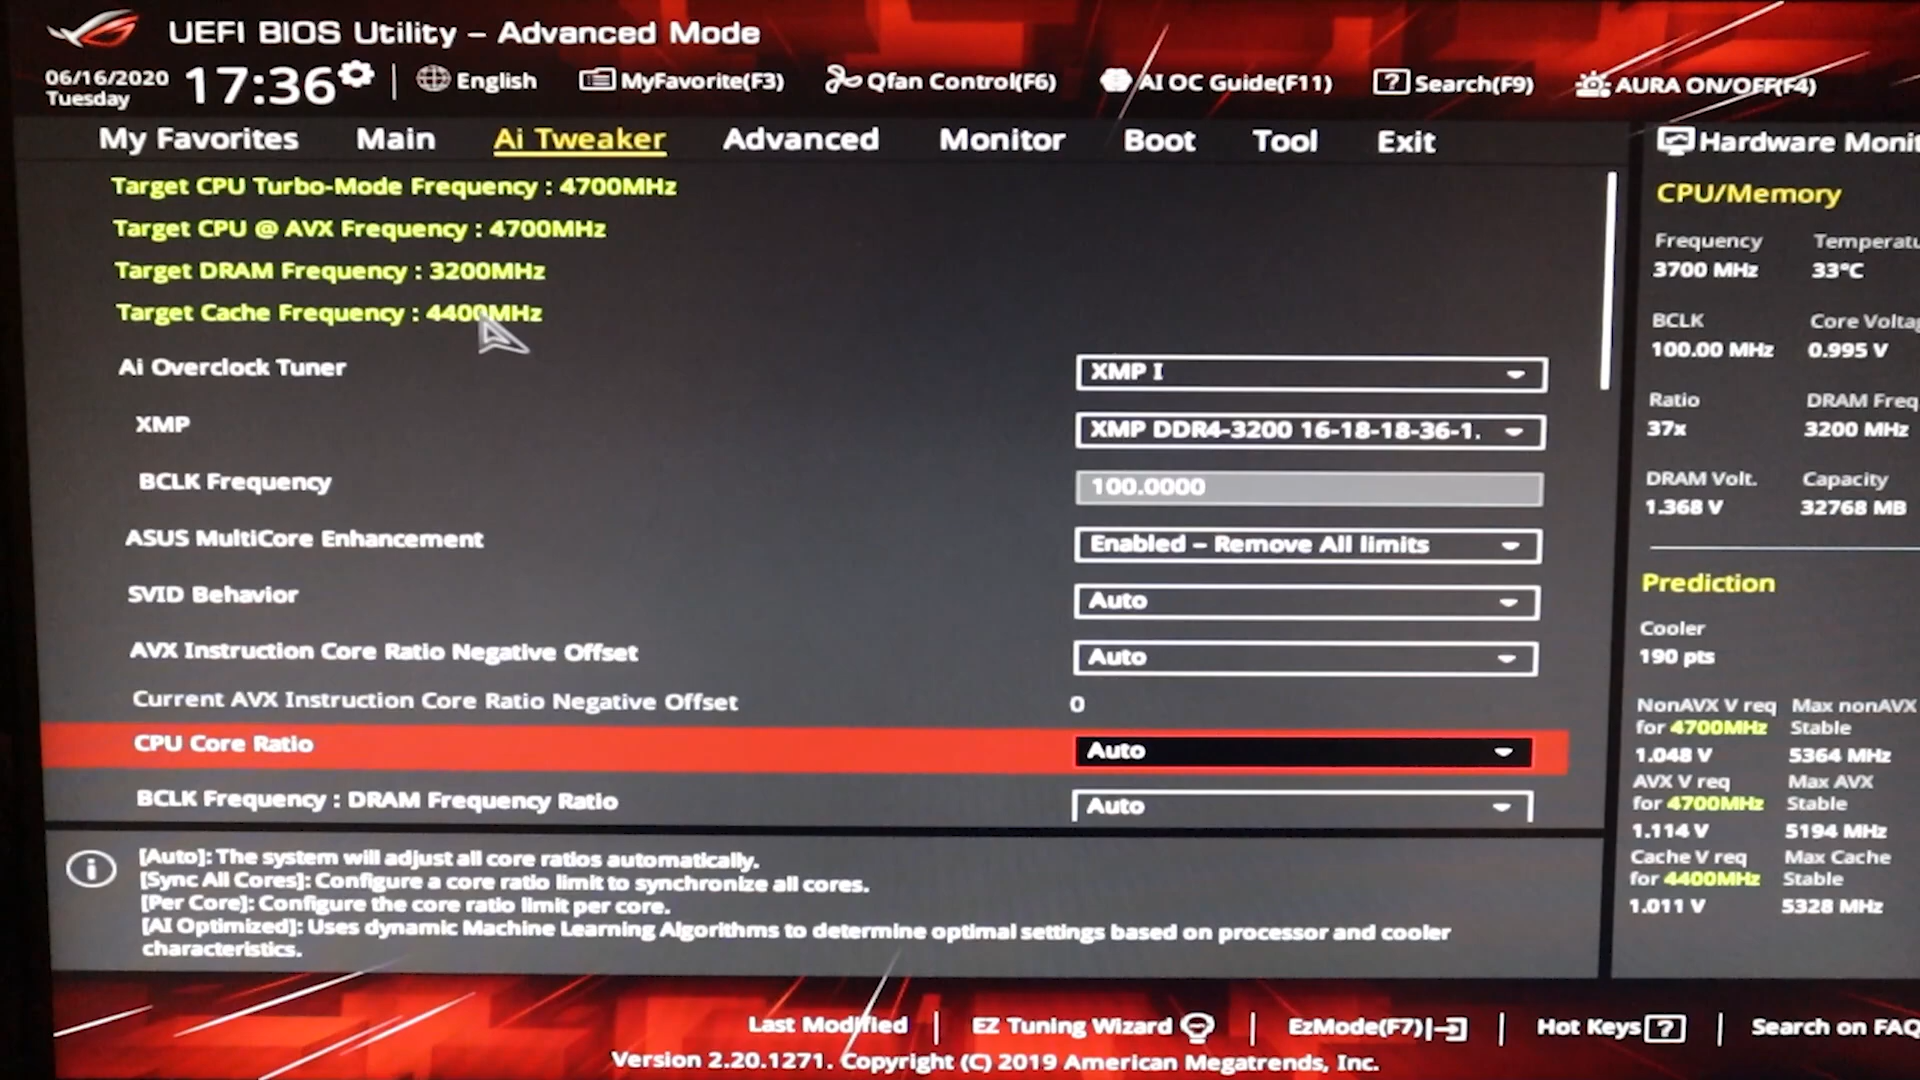 UEFI BIOS Utility – Advanced Mode
06/16/2020
Tuesday
17:36
English
MyFavorite(F3)
Qfan Control(F6)
AI OC Guide(F11)
Search(F9)
AURA ON/OFF(F4)
My Favorites
Main
Ai Tweaker
Advanced
Monitor
Boot
Tool
Exit
Target CPU Turbo-Mode Frequency : 4700MHz
Target CPU @ AVX Frequency : 4700MHz
Target DRAM Frequency : 3200MHz
Target Cache Frequency : 4400MHz
Ai Overclock Tuner XMP I
XMP XMP DDR4-3200 16-18-18-36-1.
BCLK Frequency 100.0000
ASUS MultiCore Enhancement Enabled – Remove All limits
SVID Behavior Auto
AVX Instruction Core Ratio Negative Offset Auto
Current AVX Instruction Core Ratio Negative Offset 0
CPU Core Ratio Auto
BCLK Frequency : DRAM Frequency Ratio Auto
[Auto]: The system will adjust all core ratios automatically.
[Sync All Cores]: Configure a core ratio limit to synchronize all cores.
[Per Core]: Configure the core ratio limit per core.
[AI Optimized]: Uses dynamic Machine Learning Algorithms to determine optimal settings based on processor and cooler
characteristics.
Hardware Monit
CPU/Memory
Frequency Temperatu
3700 MHz 33°C
BCLK Core Voltag
100.00 MHz 0.995 V
Ratio DRAM Freq
37x 3200 MHz
DRAM Volt. Capacity
1.368 V 32768 MB
Prediction
Cooler
190 pts
NonAVX V req Max nonAVX
for 4700MHz Stable
1.048 V 5364 MHz
AVX V req Max AVX
for 4700MHz Stable
1.114 V 5194 MHz
Cache V req Max Cache
for 4400MHz Stable
1.011 V 5328 MHz
Last Modified
EZ Tuning Wizard
EzMode(F7)
Hot Keys ?
Search on FAQ
Version 2.20.1271. Copyright (C) 2019 American Megatrends, Inc.